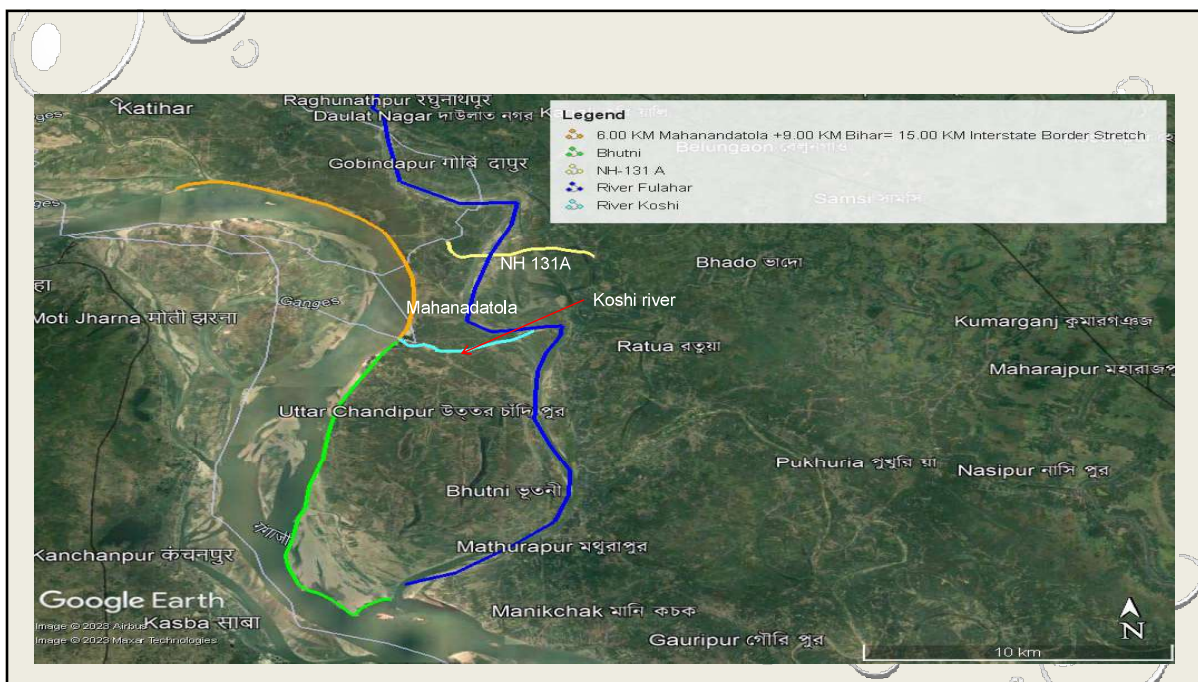 Katihar
Raghunathpur रघुनाथपूर
Daulat Nagar দাউলাত নগর
Gobindapur গোবিন্দাপুর
Legend
6.00 KM Mahanandatola +9.00 KM Bihar= 15.00 KM Interstate Border Stretch
Bhutni
NH-131 A
River Fulahar
River Koshi
Belungaon
Samsi সামসি
ges
ges
NH 131A
Bhado ভাদো
हा
Moti Jharna मोती झरना
Ganges
Mahanadatola
Koshi river
Kumarganj কুমারগঞ্জ
Ratua রতুয়া
Maharajpur মহারাজপু
Uttar Chandipur উত্তর চাঁদিপুর
Pukhuria পুখুরিয়া
Nasipur নাসিপুর
Bhutni ভূতনী
गंगाजी
Mathurapur মথুরাপুর
Kanchanpur कंचनपुर
Google Earth
Manikchak মানিকচক
Image © 2023 Airbus
Kasba साबा
Image © 2023 Maxar Technologies
Gauripur গৌরিপুর
N
10 km